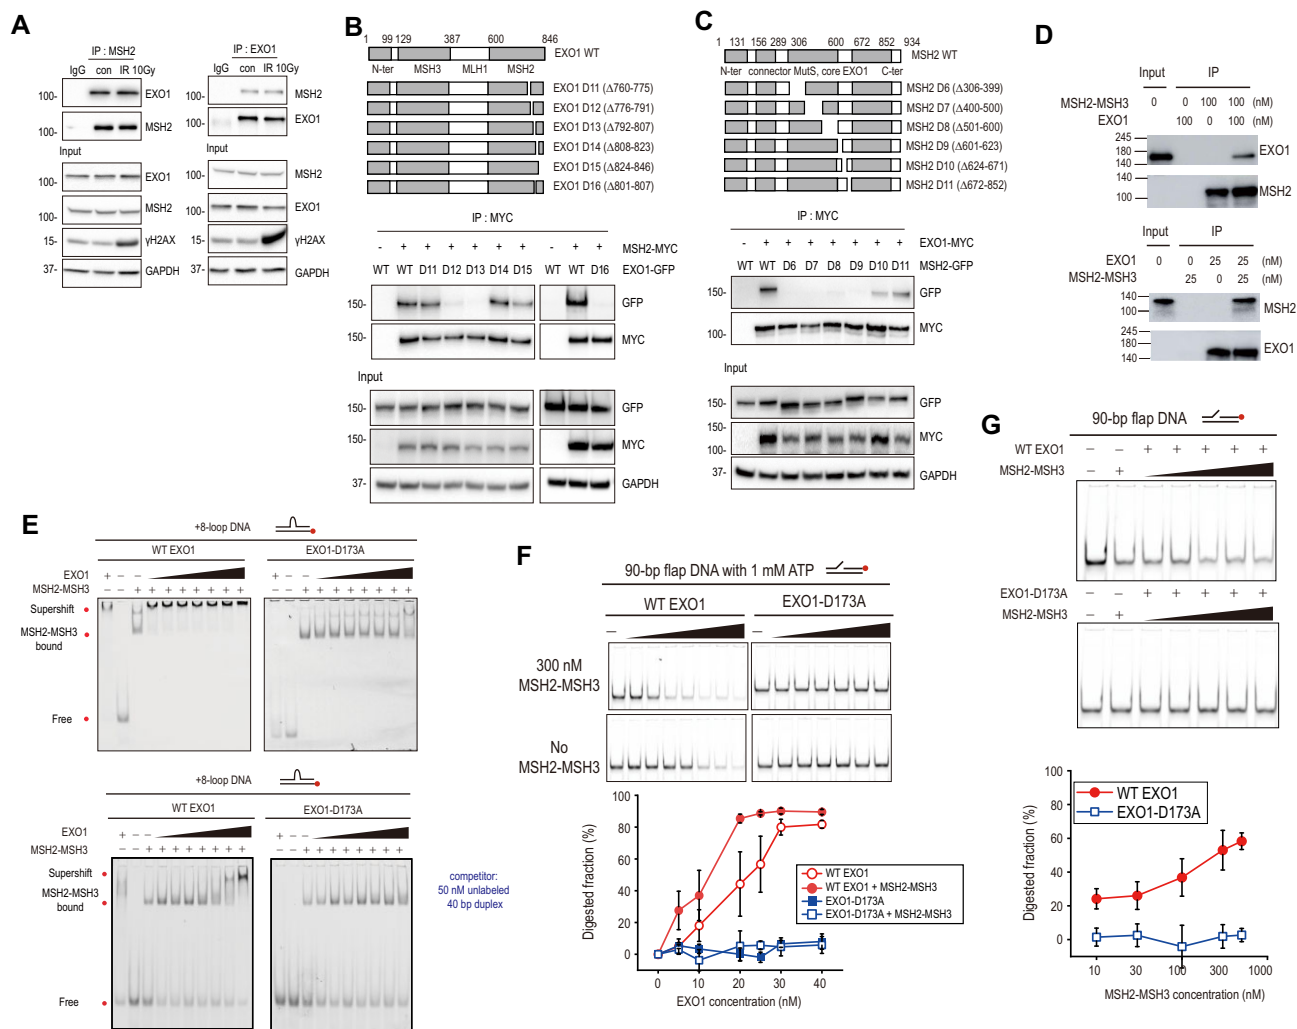 A
IP : MSH2
IgG con IR 10Gy
100- EXO1
100- MSH2
Input
100- EXO1
100- MSH2
15- γH2AX
37- GAPDH
IP : EXO1
IgG con IR 10Gy
100- MSH2
100- EXO1
Input
100- MSH2
100- EXO1
15- γH2AX
37- GAPDH
B
1 99 129 387 600 846
EXO1 WT
N-ter MSH3 MLH1 MSH2
EXO1 D11 (Δ760-775)
EXO1 D12 (Δ776-791)
EXO1 D13 (Δ792-807)
EXO1 D14 (Δ808-823)
EXO1 D15 (Δ824-846)
EXO1 D16 (Δ801-807)
IP : MYC
- + + + + + + - + + MSH2-MYC
WT WT D11 D12 D13 D14 D15 WT WT D16 EXO1-GFP
150- GFP
150- MYC
Input
150- GFP
150- MYC
37- GAPDH
C
1 131 156 289 306 600 672 852 934
MSH2 WT
N-ter connector MutS, core EXO1 C-ter
MSH2 D6 (Δ306-399)
MSH2 D7 (Δ400-500)
MSH2 D8 (Δ501-600)
MSH2 D9 (Δ601-623)
MSH2 D10 (Δ624-671)
MSH2 D11 (Δ672-852)
IP : MYC
- + + + + + + + EXO1-MYC
WT WT D6 D7 D8 D9 D10 D11 MSH2-GFP
150- GFP
100- MYC
Input
150- GFP
150- MYC
100-
37- GAPDH
D
Input IP
MSH2-MSH3 0 0 100 100 (nM)
EXO1 100 0 100 (nM)
245
180 EXO1
140
140
100 MSH2
Input IP
EXO1 0 0 25 25 (nM)
MSH2-MSH3 0 25 0 25 (nM)
140 MSH2
100
245
180 EXO1
140
E
+8-loop DNA
WT EXO1 EXO1-D173A
EXO1 + − −
MSH2-MSH3 − − + + + + + + + +
Supershift
MSH2-MSH3
bound
Free
+8-loop DNA
WT EXO1 EXO1-D173A
EXO1 + − −
MSH2-MSH3 − − + + + + + + + +
Supershift
MSH2-MSH3
bound
Free
competitor:
50 nM unlabeled
40 bp duplex
F
90-bp flap DNA with 1 mM ATP
WT EXO1 EXO1-D173A
− −
300 nM
MSH2-MSH3
No
MSH2-MSH3
100
80
60
40
20
0
Digested fraction (%)
WT EXO1
WT EXO1 + MSH2-MSH3
EXO1-D173A
EXO1-D173A + MSH2-MSH3
0 10 20 30 40
EXO1 concentration (nM)
G
90-bp flap DNA
WT EXO1 − − + + + + +
MSH2-MSH3 − +
EXO1-D173A − − + + + + +
MSH2-MSH3 − +
100
80
60
40
20
0
Digested fraction (%)
WT EXO1
EXO1-D173A
10 30 100 300 1000
MSH2-MSH3 concentration (nM)